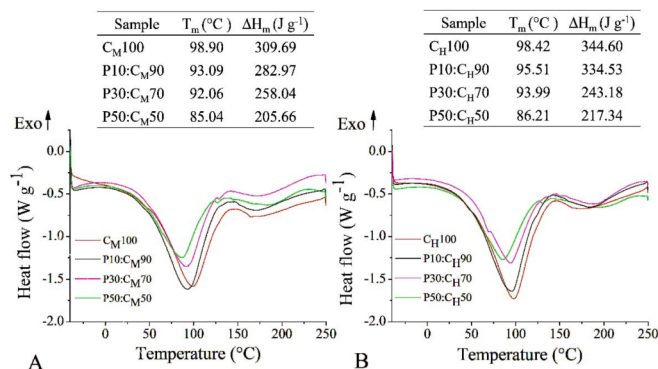 Sample Tm (°C) ΔHm (J g-1)
CM100 98.90 309.69
P10:CM90 93.09 282.97
P30:CM70 92.06 258.04
P50:CM50 85.04 205.66
Exo
0.0
-0.5
-1.0
-1.5
-2.0
Heat flow (W g-1)
CM100
P10:CM90
P30:CM70
P50:CM50
0 50 100 150 200 250
Temperature (°C)
A
Sample Tm (°C) ΔHm (J g-1)
CH100 98.42 344.60
P10:CH90 95.51 334.53
P30:CH70 93.99 243.18
P50:CH50 86.21 217.34
Exo
0.0
-0.5
-1.0
-1.5
-2.0
Heat flow (W g-1)
CH100
P10:CH90
P30:CH70
P50:CH50
0 50 100 150 200 250
Temperature (°C)
B